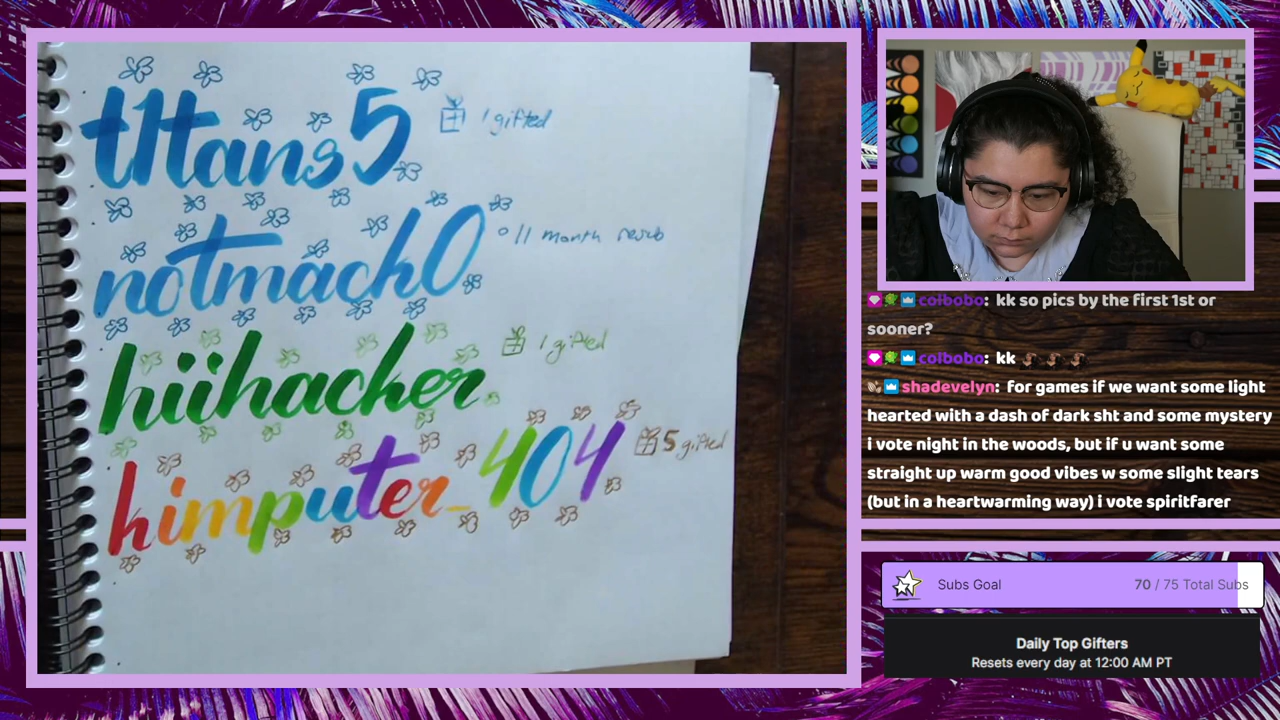 t1tans5
1 gifted
notmach0
11 month resub
hiihacker
1 gifted
himputer_404
5 gifted
colbobo: kk so pics by the first 1st or
sooner?
colbobo: kk
shadevelyn: for games if we want some light
hearted with a dash of dark sht and some mystery
i vote night in the woods, but if u want some
straight up warm good vibes w some slight tears
(but in a heartwarming way) i vote spiritfarer
Subs Goal 70 / 75 Total Subs
Daily Top Gifters
Resets every day at 12:00 AM PT